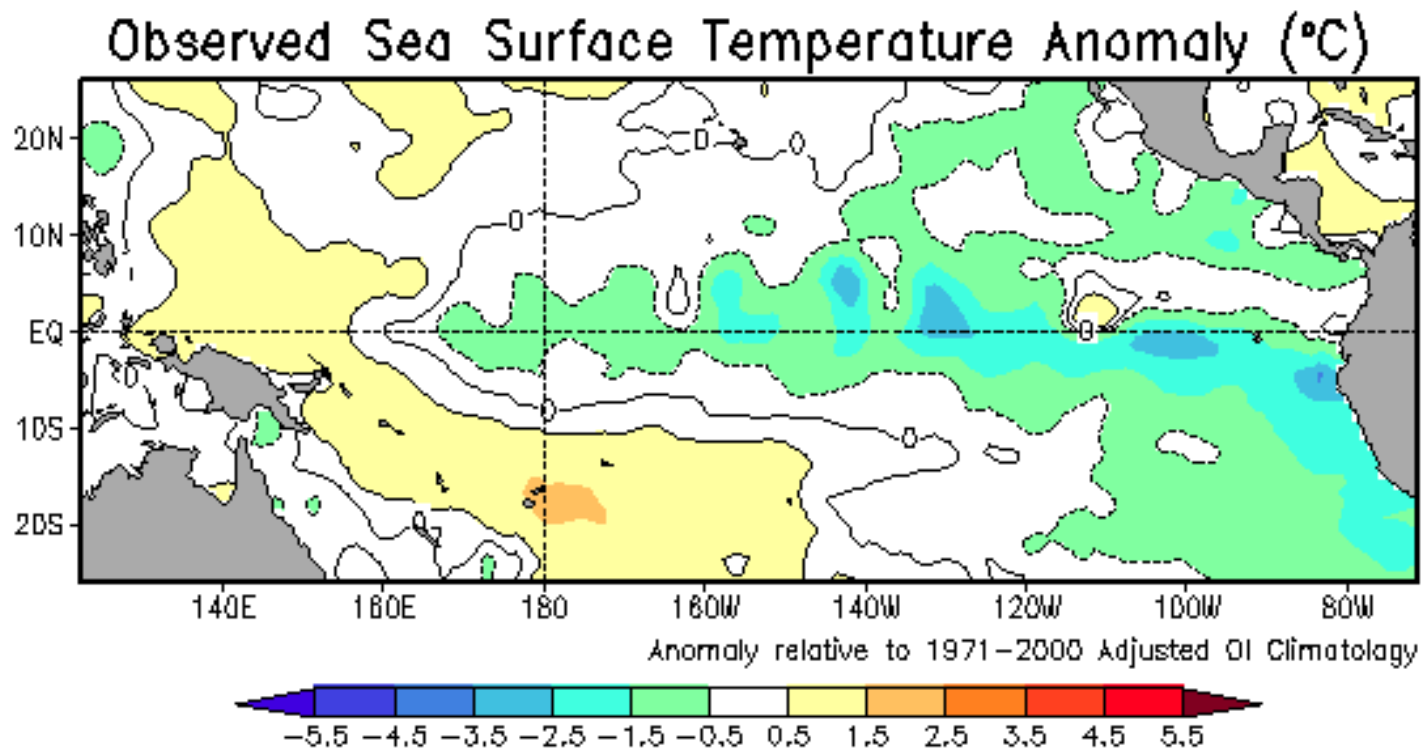 Observed Sea Surface Temperature Anomaly (°C)
20N
10N
EQ
10S
20S
0
0
0
0
0
0
0
0
140E 160E 180 160W 140W 120W 100W 80W
Anomaly relative to 1971-2000 Adjusted OI Climatology
-5.5 -4.5 -3.5 -2.5 -1.5 -0.5 0.5 1.5 2.5 3.5 4.5 5.5